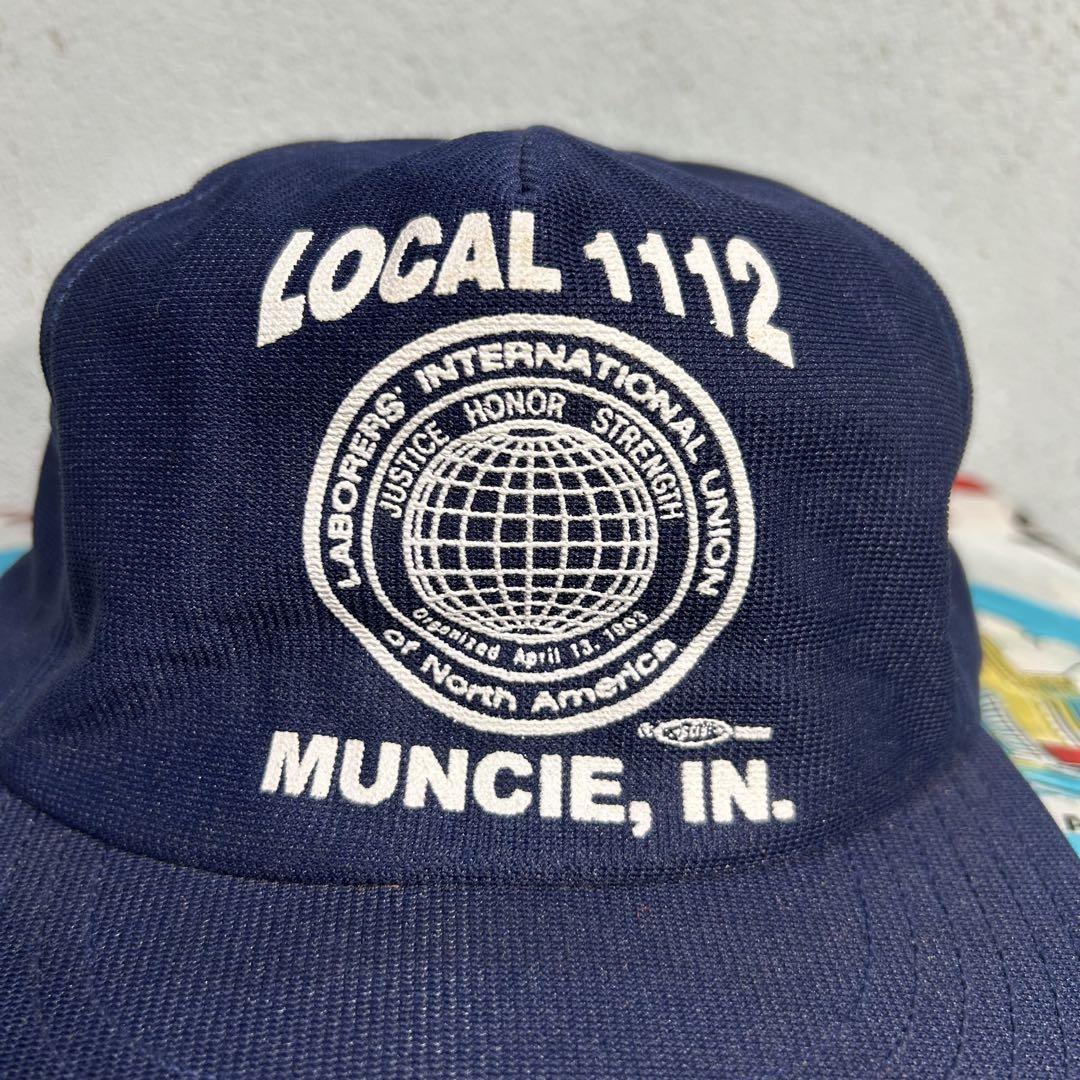 LOCAL 1112
LABORERS' INTERNATIONAL UNION
of North America
JUSTICE HONOR STRENGTH
Organized April 13, 1903
MUNCIE, IN.